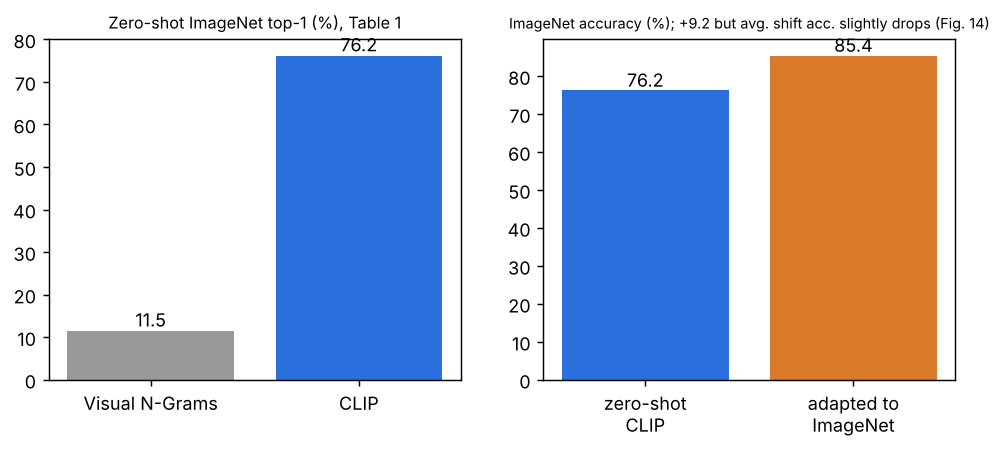 Zero-shot ImageNet top-1 (%), Table 1
80
70
60
50
40
30
20
10
0
11.5
76.2
Visual N-Grams
CLIP
ImageNet accuracy (%); +9.2 but avg. shift acc. slightly drops (Fig. 14)
80
70
60
50
40
30
20
10
0
76.2
85.4
zero-shot
CLIP
adapted to
ImageNet